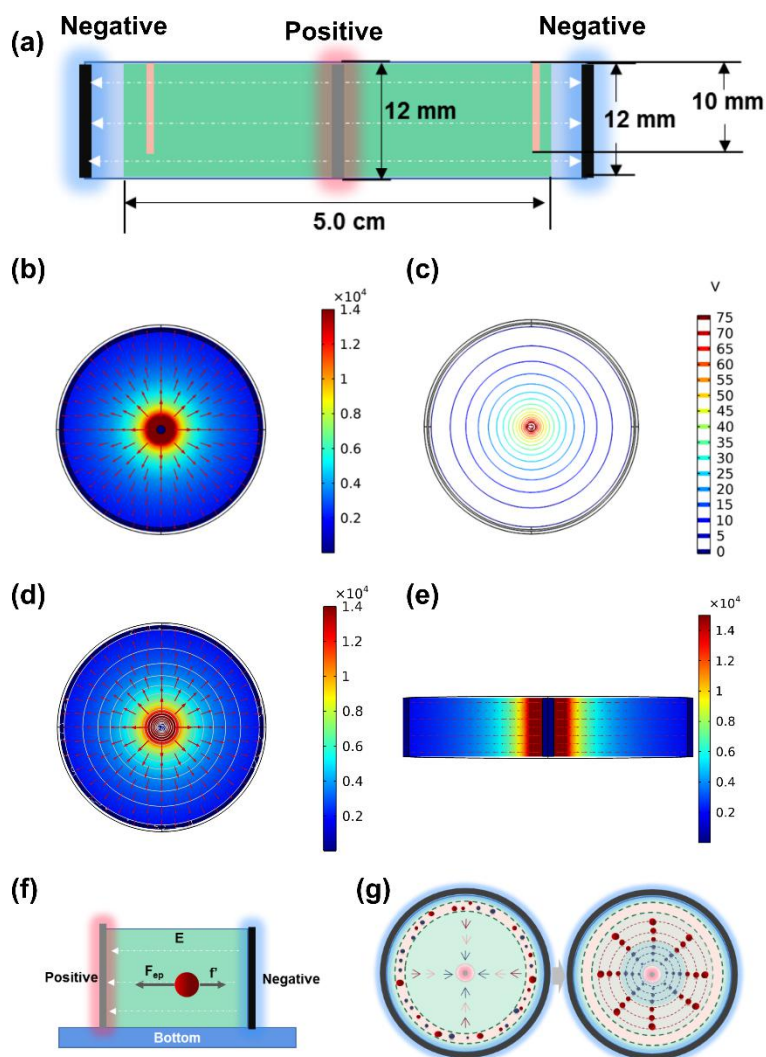 (a)
Negative
Positive
Negative
12 mm
12 mm
10 mm
5.0 cm
(b)
×10⁴
1.4
1.2
1
0.8
0.6
0.4
0.2
(c)
V
75
70
65
60
55
50
45
40
35
30
25
20
15
10
5
0
(d)
×10⁴
1.4
1.2
1
0.8
0.6
0.4
0.2
(e)
×10⁴
1.4
1.2
1
0.8
0.6
0.4
0.2
(f)
E
Positive
Fep
f'
Negative
Bottom
(g)